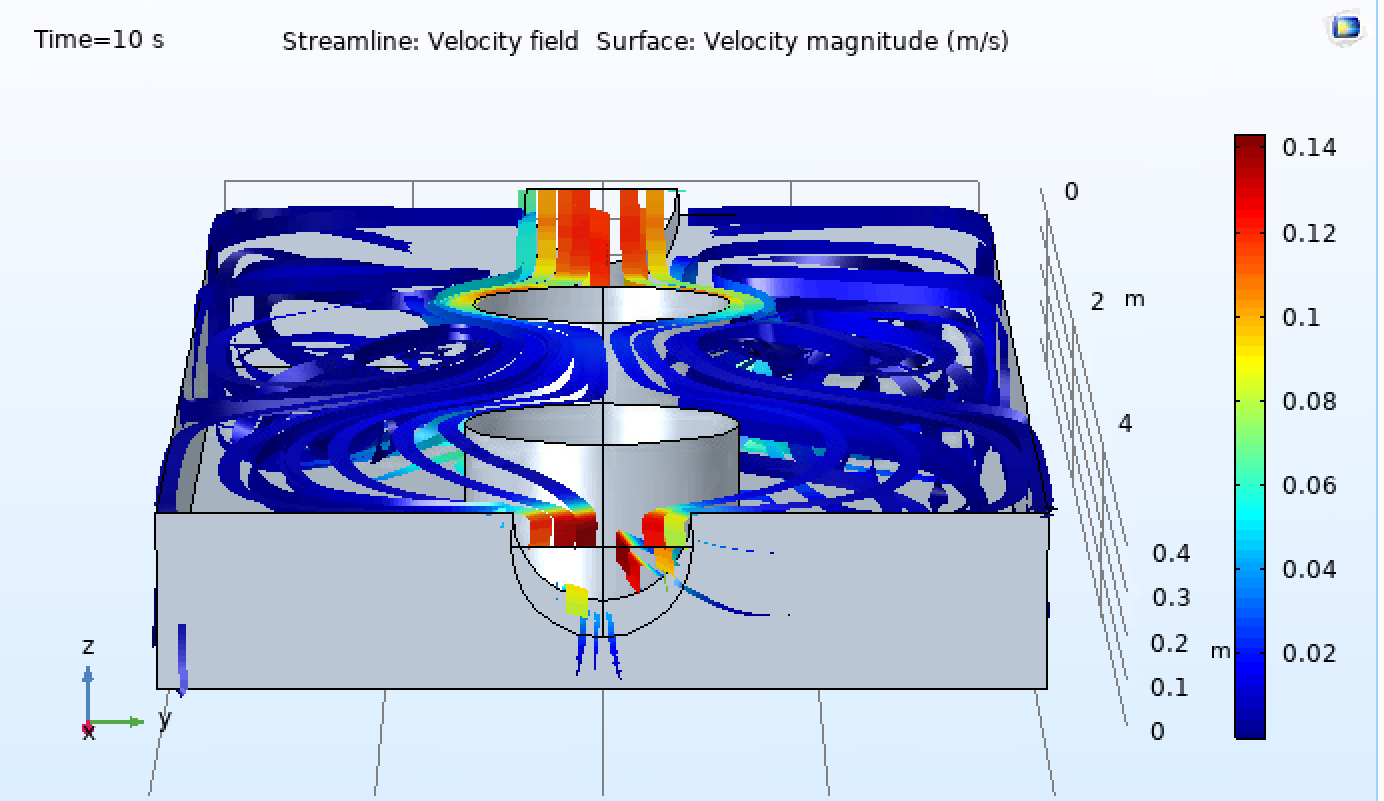 Time=10 s
Streamline: Velocity field Surface: Velocity magnitude (m/s)
0.14
0
0.12
2 m
0.1
0.08
4
0.06
0.4
0.04
0.3
0.2
m
0.02
0.1
0
z
y
x